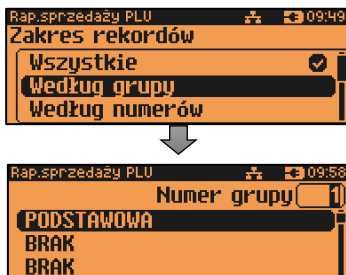 Rap.sprzedaży PLU 09:49
Zakres rekordów
Wszystkie
Według grupy
Według numerów
Rap.sprzedaży PLU 09:58
Numer grupy 1
PODSTAWOWA
BRAK
BRAK